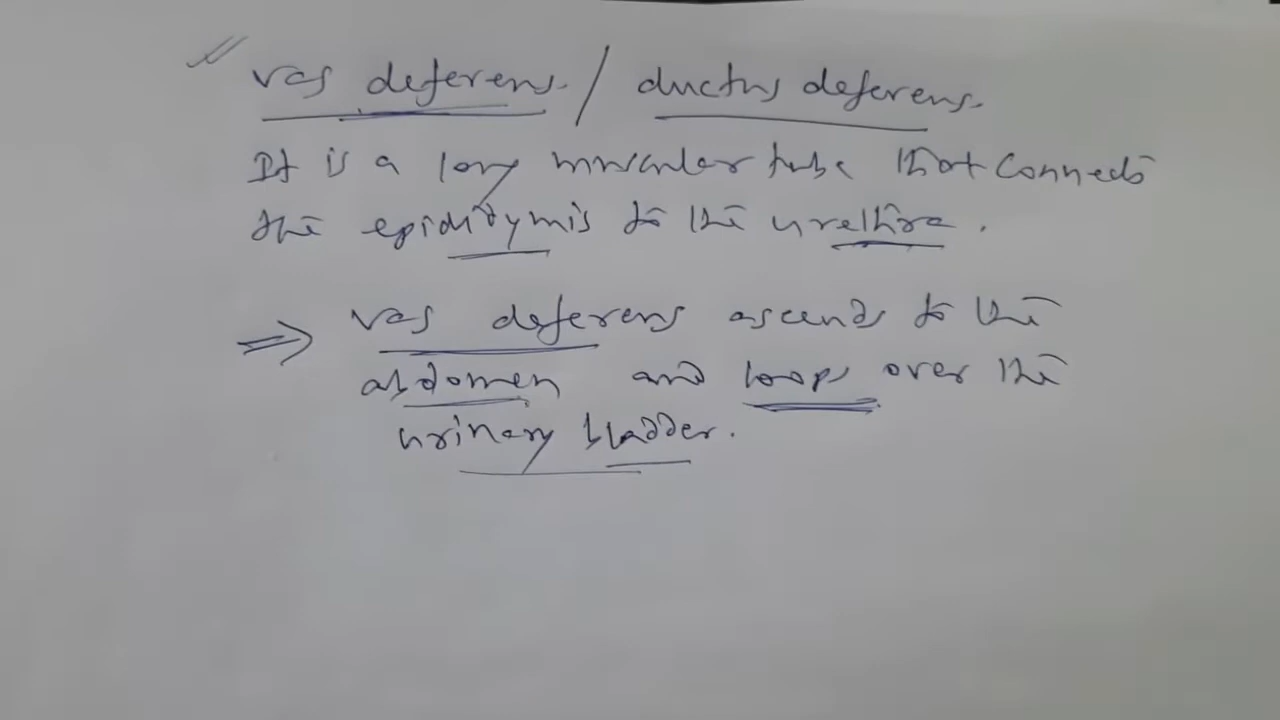 vas deferens. / ductus deferens.
It is a long muscular tube that connects
the epididymis to the urethra.
⇒ vas deferens ascends to the
abdomen and loops over the
urinary bladder.